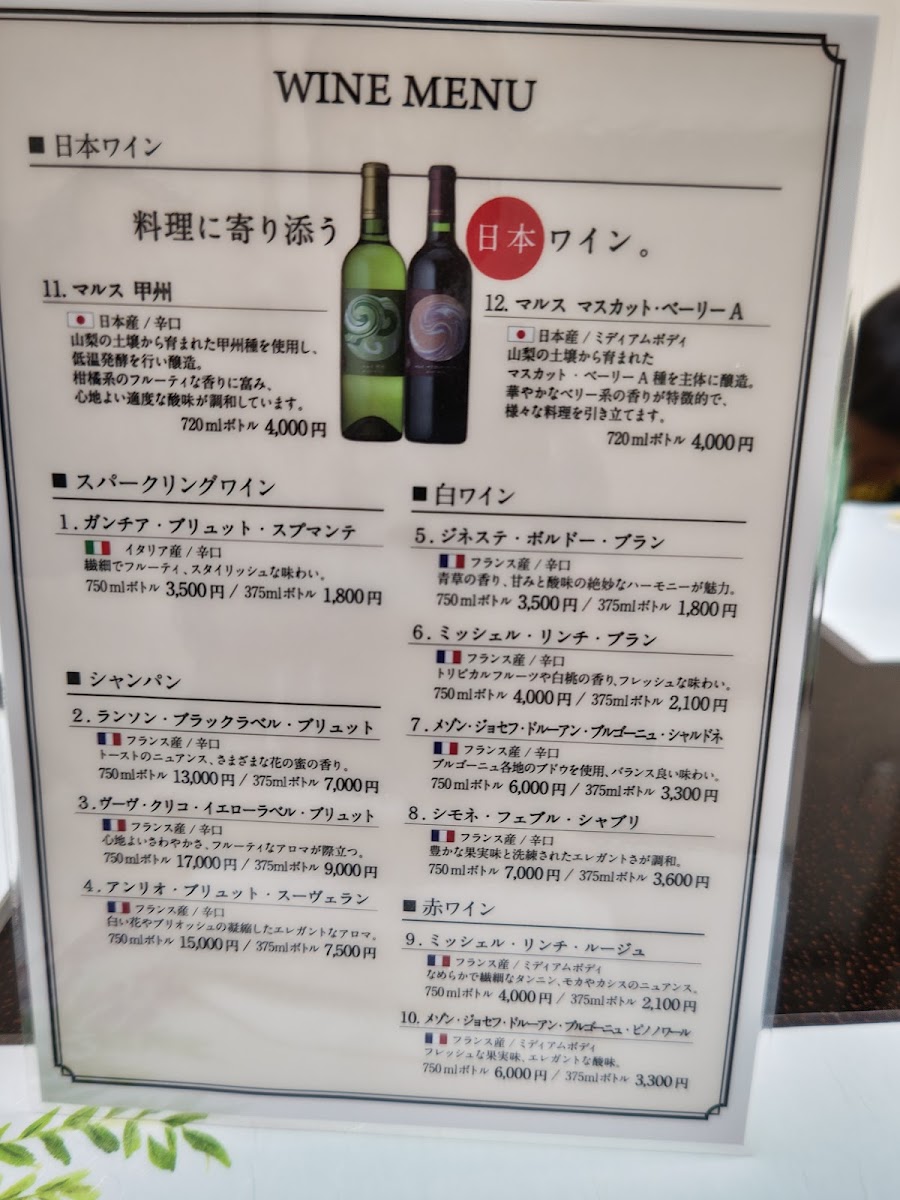 WINE MENU
■ 日本ワイン
料理に寄り添う 日本ワイン。
11. マルス 甲州
日本産 / 辛口
山梨の土壌から育まれた甲州種を使用し、
低温発酵を行い醸造。
柑橘系のフルーティな香りに富み、
心地よい適度な酸味が調和しています。
720mlボトル 4,000円
12. マルス マスカット・ベーリーA
日本産 / ミディアムボディ
山梨の土壌から育まれた
マスカット・ベーリーA種を主体に醸造。
華やかなベリー系の香りが特徴的で、
様々な料理を引き立てます。
720mlボトル 4,000円
■ スパークリングワイン
1. ガンチア・ブリュット・スプマンテ
イタリア産 / 辛口
繊細でフルーティ、スタイリッシュな味わい。
750mlボトル 3,500円 / 375mlボトル 1,800円
■ シャンパン
2. ランソン・ブラックラベル・ブリュット
フランス産 / 辛口
トーストのニュアンス、さまざまな花の蜜の香り。
750mlボトル 13,000円 / 375mlボトル 7,000円
3. ヴーヴ・クリコ・イエローラベル・ブリュット
フランス産 / 辛口
心地よいさわやかさ、フルーティなアロマが際立つ。
750mlボトル 17,000円 / 375mlボトル 9,000円
4. アンリオ・ブリュット・スーヴェラン
フランス産 / 辛口
白い花やブリオッシュの凝縮したエレガントなアロマ。
750mlボトル 15,000円 / 375mlボトル 7,500円
■ 白ワイン
5. ジネステ・ボルドー・ブラン
フランス産 / 辛口
青草の香り、甘みと酸味の絶妙なハーモニーが魅力。
750mlボトル 3,500円 / 375mlボトル 1,800円
6. ミッシェル・リンチ・ブラン
フランス産 / 辛口
トリピカルフルーツや白桃の香り、フレッシュな味わい。
750mlボトル 4,000円 / 375mlボトル 2,100円
7. メゾン・ジョセフ・ドルーアン・ブルゴーニュ・シャルドネ
フランス産 / 辛口
ブルゴーニュ各地のブドウを使用、バランス良い味わい。
750mlボトル 6,000円 / 375mlボトル 3,300円
8. シモネ・フェブル・シャブリ
フランス産 / 辛口
豊かな果実味と洗練されたエレガントさが調和。
750mlボトル 7,000円 / 375mlボトル 3,600円
■ 赤ワイン
9. ミッシェル・リンチ・ルージュ
フランス産 / ミディアムボディ
なめらかで繊細なタンニン、モカやカシスのニュアンス。
750mlボトル 4,000円 / 375mlボトル 2,100円
10. メゾン・ジョセフ・ドルーアン・ブルゴーニュ・ピノノワール
フランス産 / ミディアムボディ
フレッシュな果実味、エレガントな酸味。
750mlボトル 6,000円 / 375mlボトル 3,300円